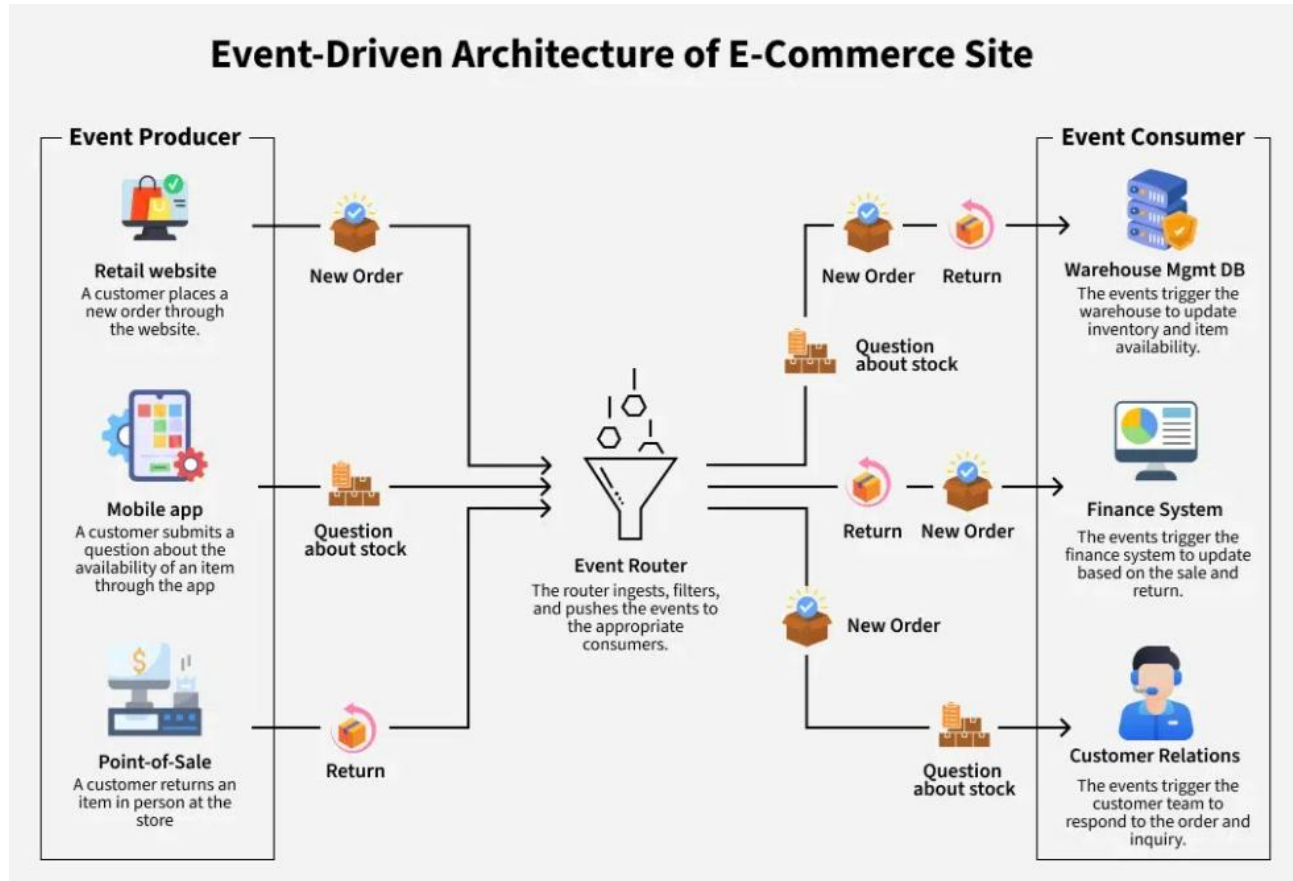 Event-Driven Architecture of E-Commerce Site
Event Producer
Retail website
A customer places a
new order through
the website.
Mobile app
A customer submits a
question about the
availability of an item
through the app
Point-of-Sale
A customer returns an
item in person at the
store
New Order
Question
about stock
Return
Event Router
The router ingests, filters,
and pushes the events to
the appropriate
consumers.
New Order
Return
Question
about stock
Return
New Order
New Order
Question
about stock
Event Consumer
Warehouse Mgmt DB
The events trigger the
warehouse to update
inventory and item
availability.
Finance System
The events trigger the
finance system to update
based on the sale and
return.
Customer Relations
The events trigger the
customer team to
respond to the order and
inquiry.
$